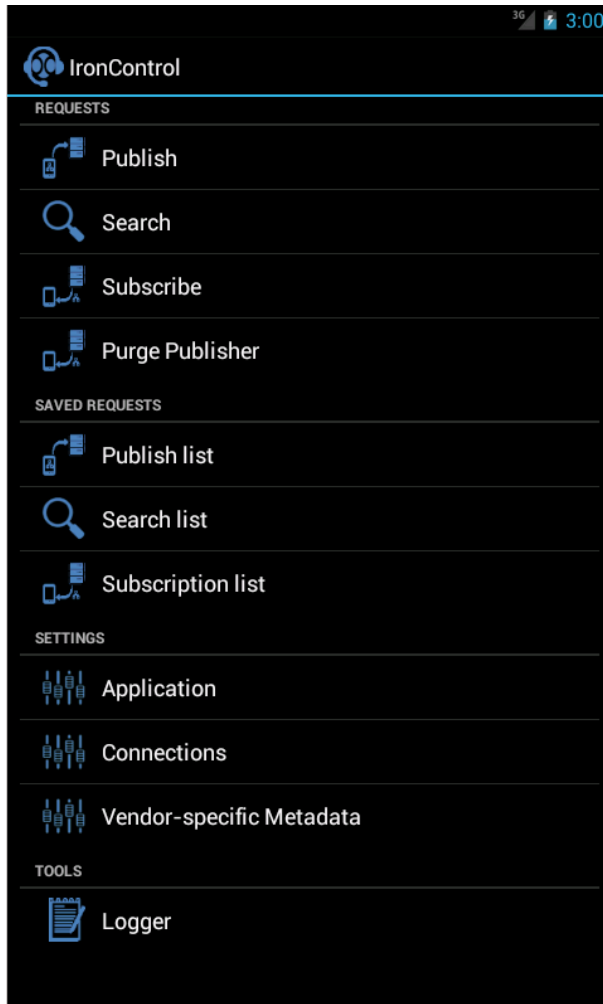 3G 3:00
IronControl
REQUESTS
Publish
Search
Subscribe
Purge Publisher
SAVED REQUESTS
Publish list
Search list
Subscription list
SETTINGS
Application
Connections
Vendor-specific Metadata
TOOLS
Logger